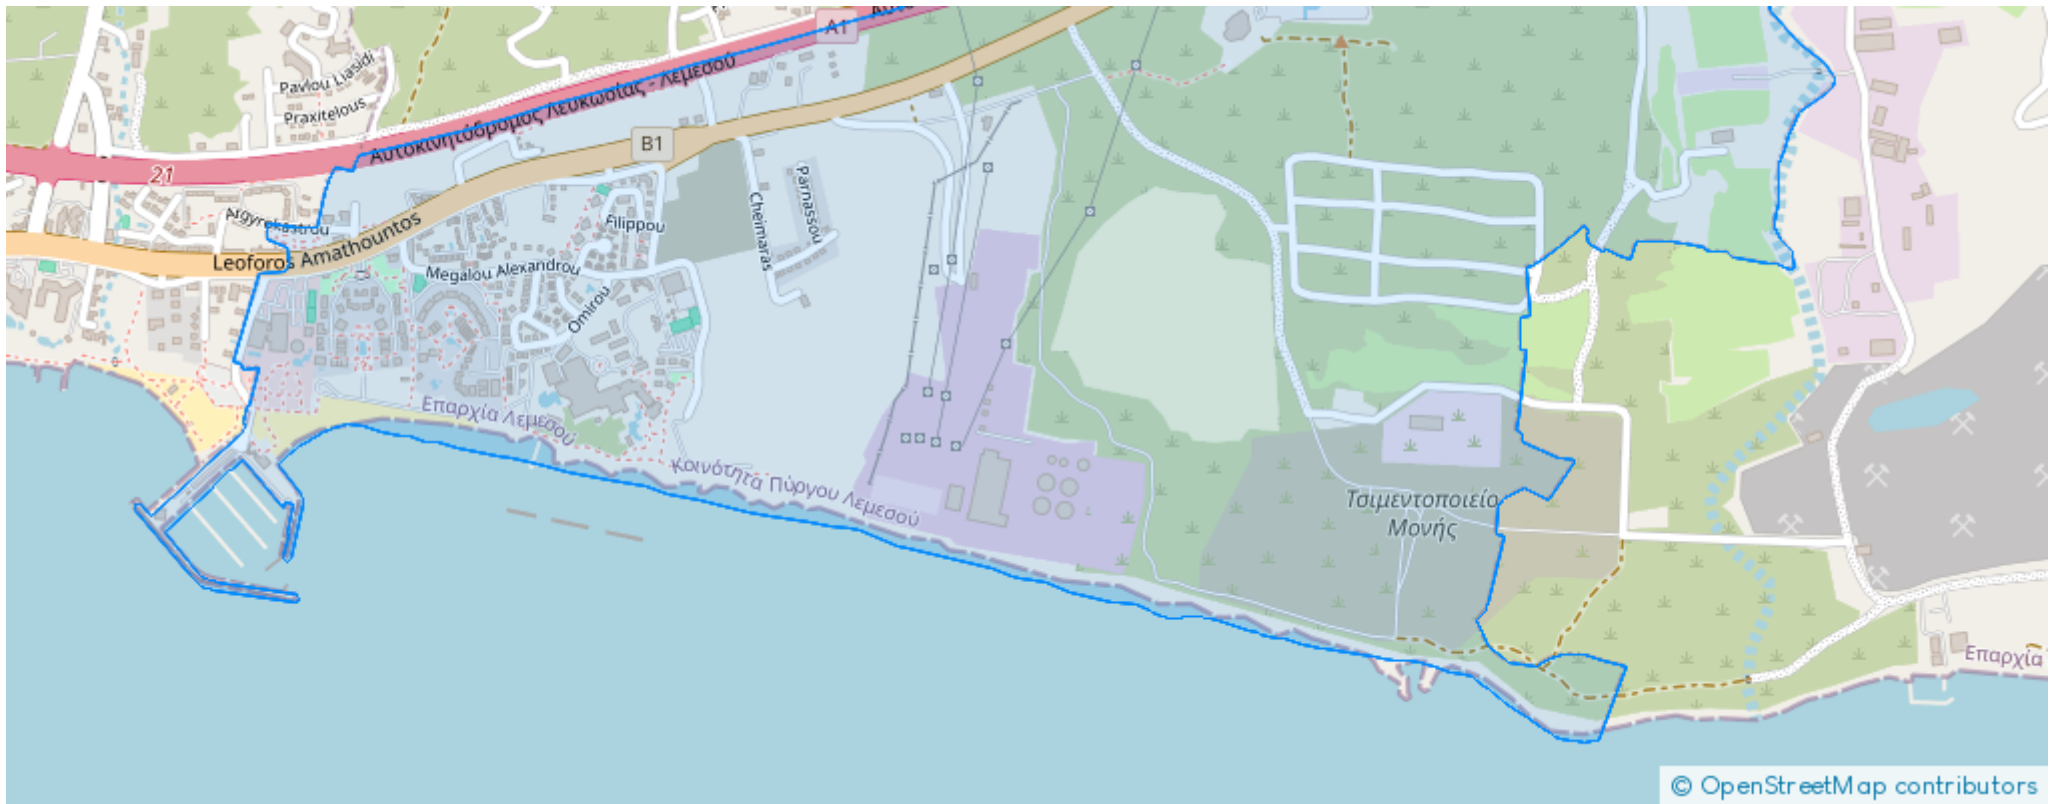 A1
Αυτο
Pavlou Liasidi
Praxitelous
Αυτοκινητόδρομος Λευκωσίας - Λεμεσού
B1
21
Parnassou
Cheimaras
Argyrokastrou
Filippou
Leoforos Amathountos
Megalou Alexandrou
Omirou
Επαρχία Λεμεσού
Κοινότητα Πύργου Λεμεσού
Τσιμεντοποιείο
Μονής
Επαρχία
© OpenStreetMap contributors